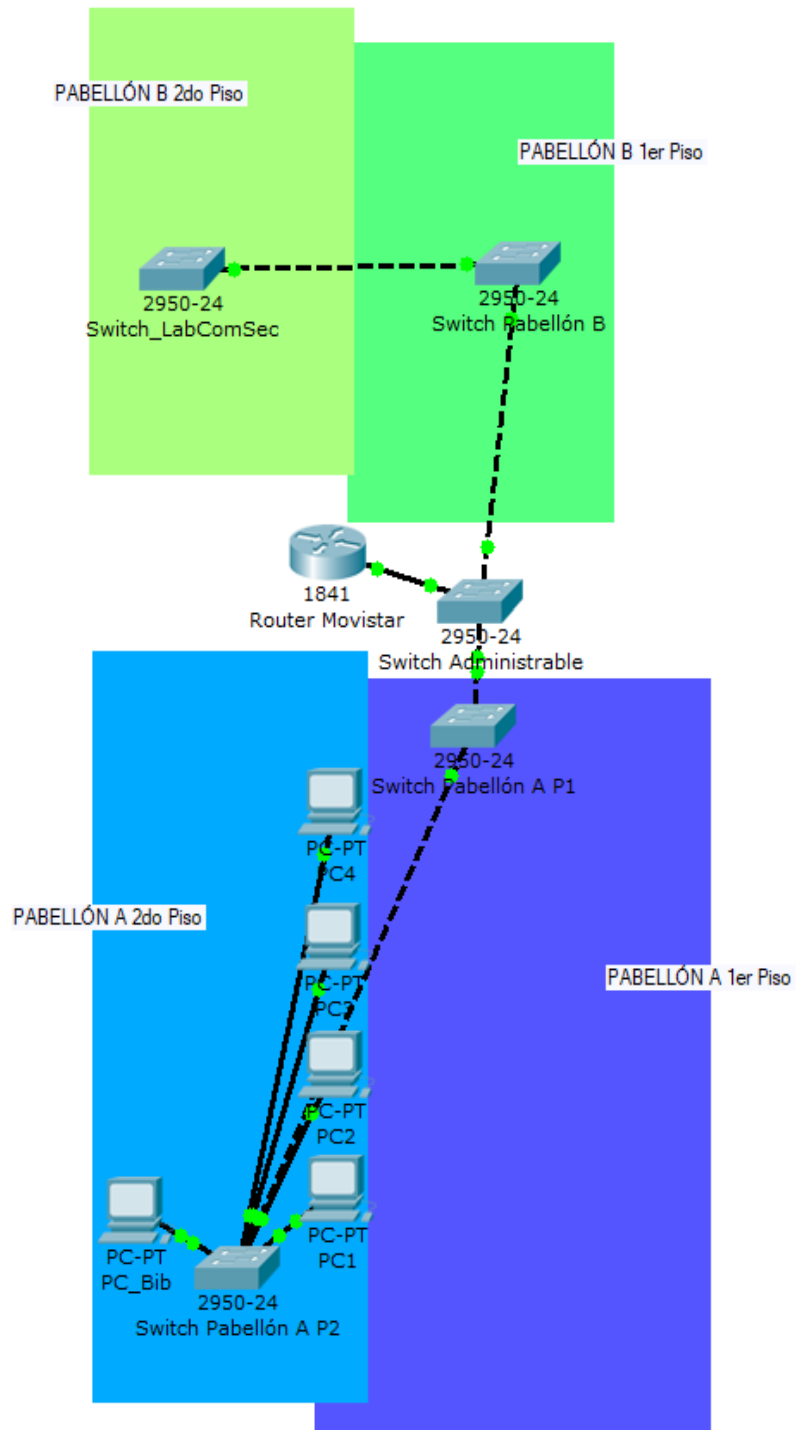 PABELLÓN B 2do Piso
PABELLÓN B 1er Piso
2950-24
Switch_LabComSec
2950-24
Switch Pabellón B
1841
Router Movistar
2950-24
Switch Administrable
2950-24
Switch Pabellón A P1
PC-PT
PC4
PABELLÓN A 2do Piso
PC-PT
PC3
PABELLÓN A 1er Piso
PC-PT
PC2
PC-PT
PC1
PC-PT
PC_Bib
2950-24
Switch Pabellón A P2